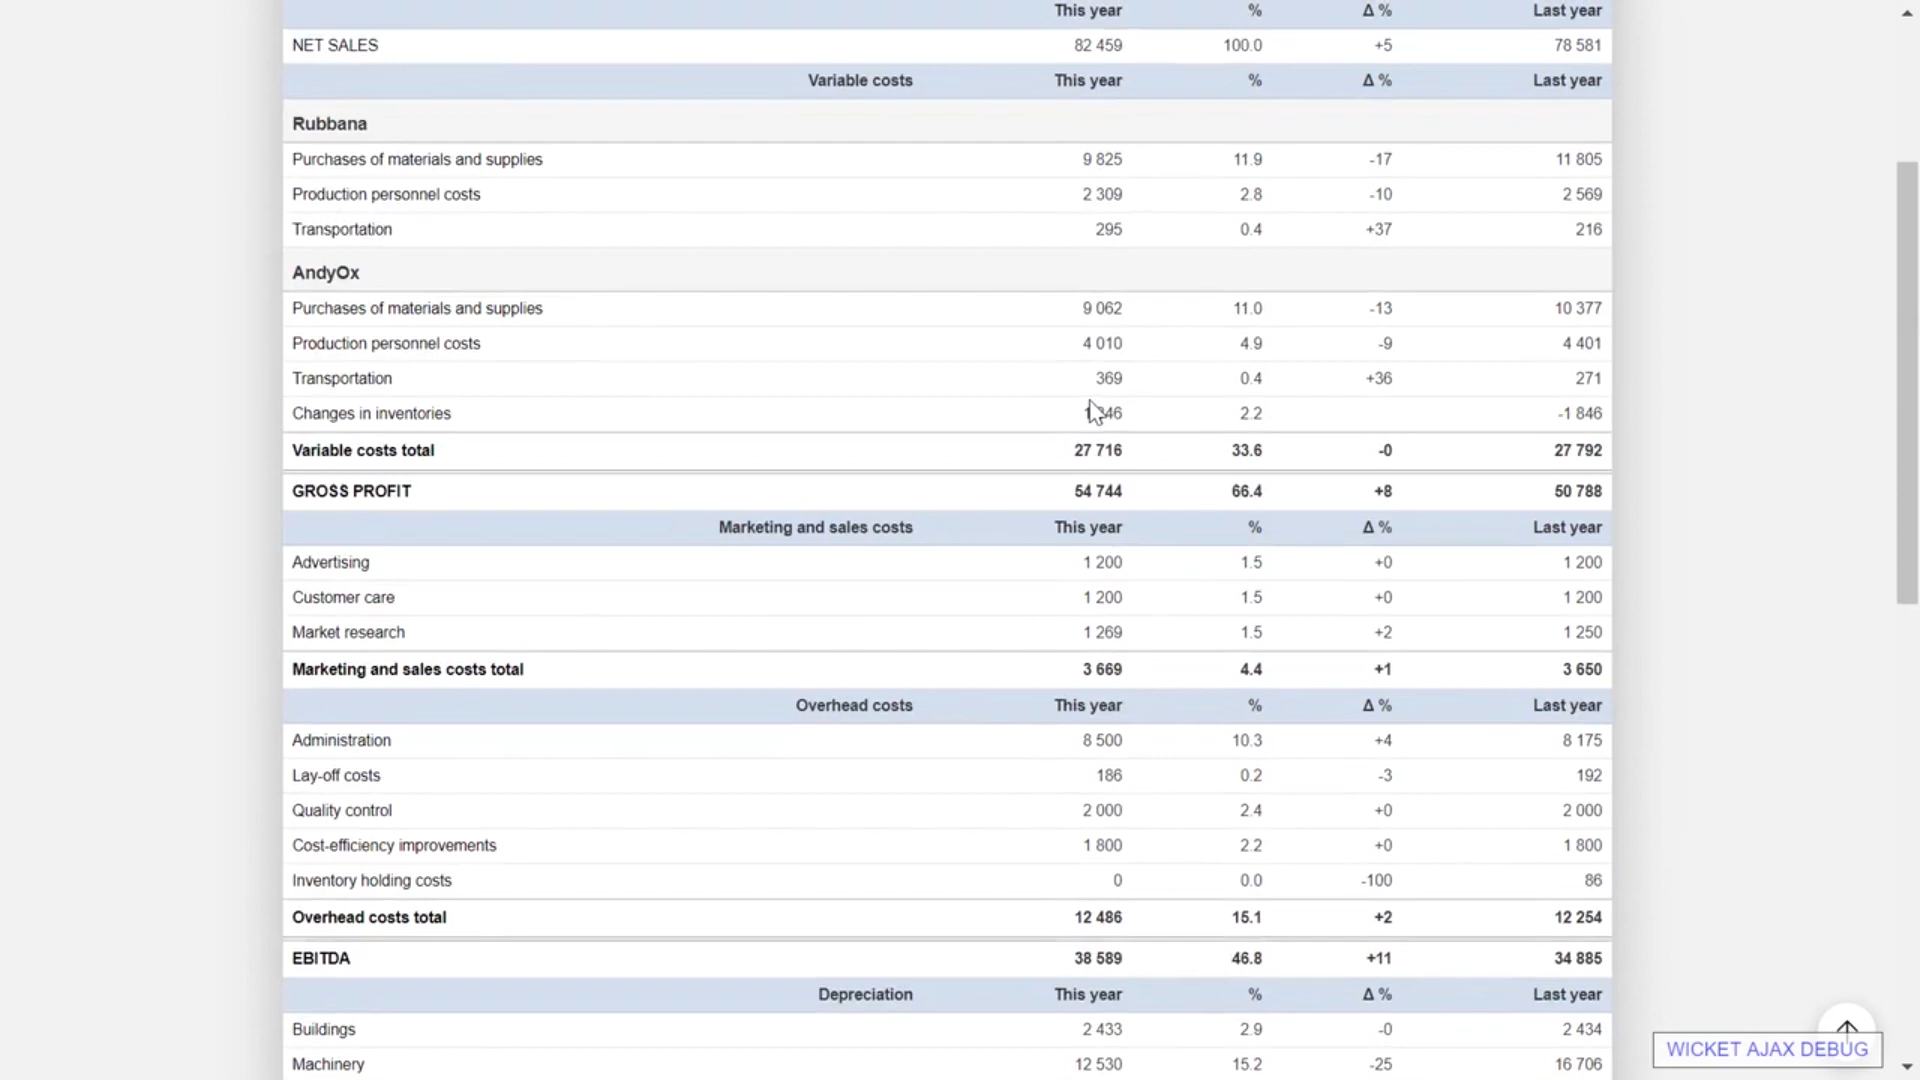 This year % Δ % Last year
NET SALES 82 459 100.0 +5 78 581
Variable costs This year % Δ % Last year
Rubbana
Purchases of materials and supplies 9 825 11.9 -17 11 805
Production personnel costs 2 309 2.8 -10 2 569
Transportation 295 0.4 +37 216
AndyOx
Purchases of materials and supplies 9 062 11.0 -13 10 377
Production personnel costs 4 010 4.9 -9 4 401
Transportation 369 0.4 +36 271
Changes in inventories 2.2 -1 846
Variable costs total 27 716 33.6 -0 27 792
GROSS PROFIT 54 744 66.4 +8 50 788
Marketing and sales costs This year % Δ % Last year
Advertising 1 200 1.5 +0 1 200
Customer care 1 200 1.5 +0 1 200
Market research 1 269 1.5 +2 1 250
Marketing and sales costs total 3 669 4.4 +1 3 650
Overhead costs This year % Δ % Last year
Administration 8 500 10.3 +4 8 175
Lay-off costs 186 0.2 -3 192
Quality control 2 000 2.4 +0 2 000
Cost-efficiency improvements 1 800 2.2 +0 1 800
Inventory holding costs 0 0.0 -100 86
Overhead costs total 12 486 15.1 +2 12 254
EBITDA 38 589 46.8 +11 34 885
Depreciation This year % Δ % Last year
Buildings 2 433 2.9 -0 2 434
Machinery 12 530 15.2 -25 16 706
WICKET AJAX DEBUG